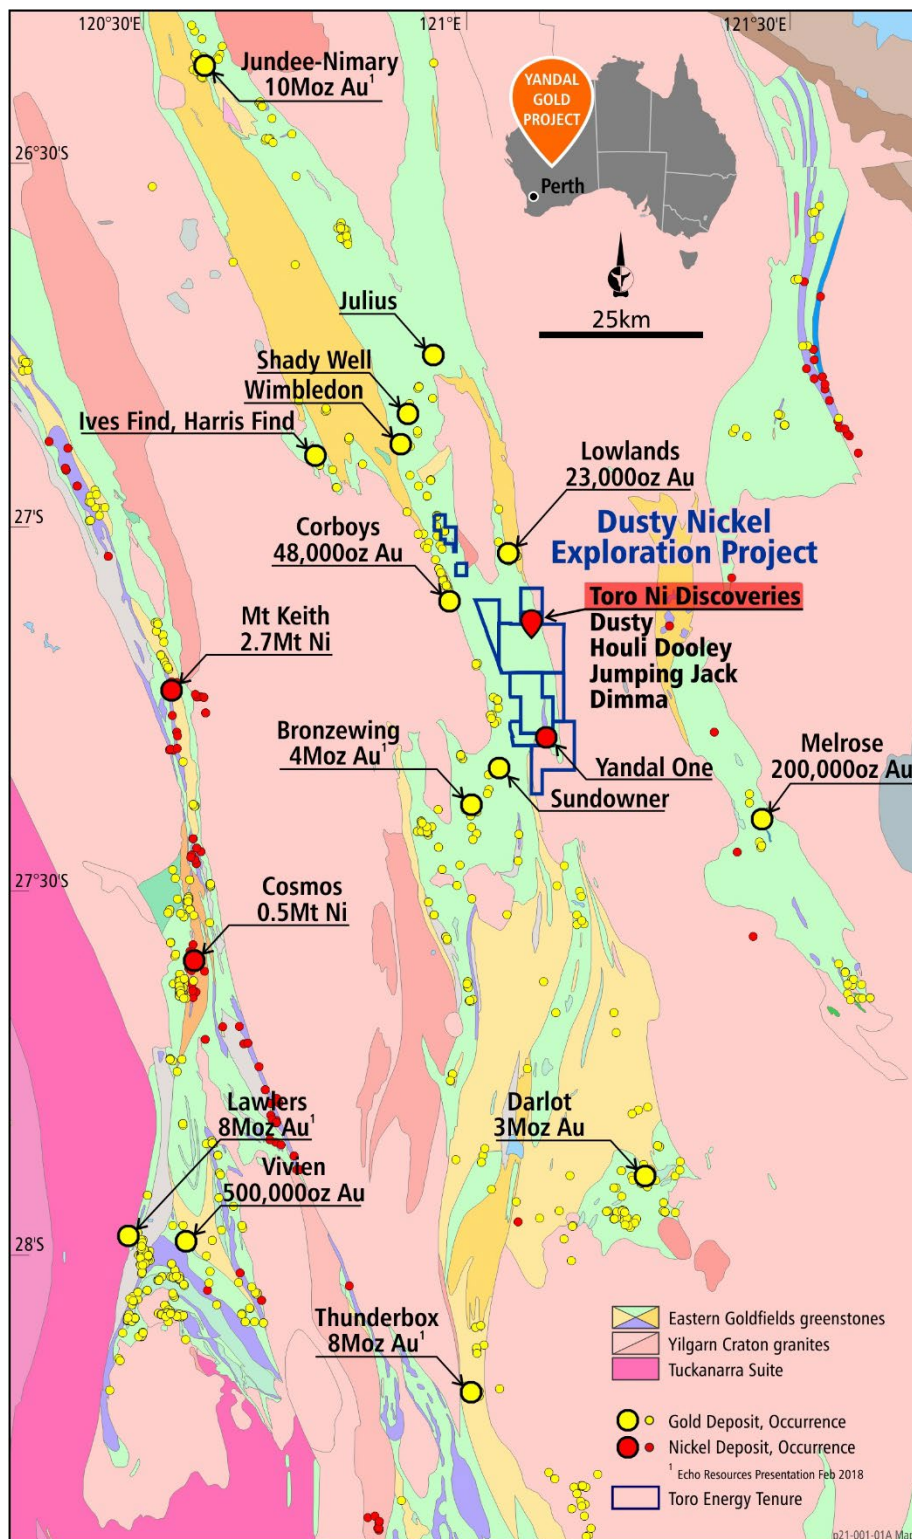 120°30'E
121°E
121°30'E
Jundee-Nimary
10Moz Au¹
YANDAL
GOLD
PROJECT
26°30'S
Perth
25km
Julius
Shady Well
Wimbledon
Ives Find, Harris Find
Lowlands
23,000oz Au
27°S
Corboys
48,000oz Au
Dusty Nickel
Exploration Project
Toro Ni Discoveries
Dusty
Houli Dooley
Jumping Jack
Dimma
Mt Keith
2.7Mt Ni
Bronzewing
4Moz Au¹
Yandal One
Sundowner
Melrose
200,000oz Au
27°30'S
Cosmos
0.5Mt Ni
Lawlers
8Moz Au¹
Vivien
500,000oz Au
Darlot
3Moz Au
28°S
Thunderbox
8Moz Au¹
Eastern Goldfields greenstones
Yilgarn Craton granites
Tuckanarra Suite
Gold Deposit, Occurrence
Nickel Deposit, Occurrence
¹ Echo Resources Presentation Feb 2018
Toro Energy Tenure
p21-001-01A Map